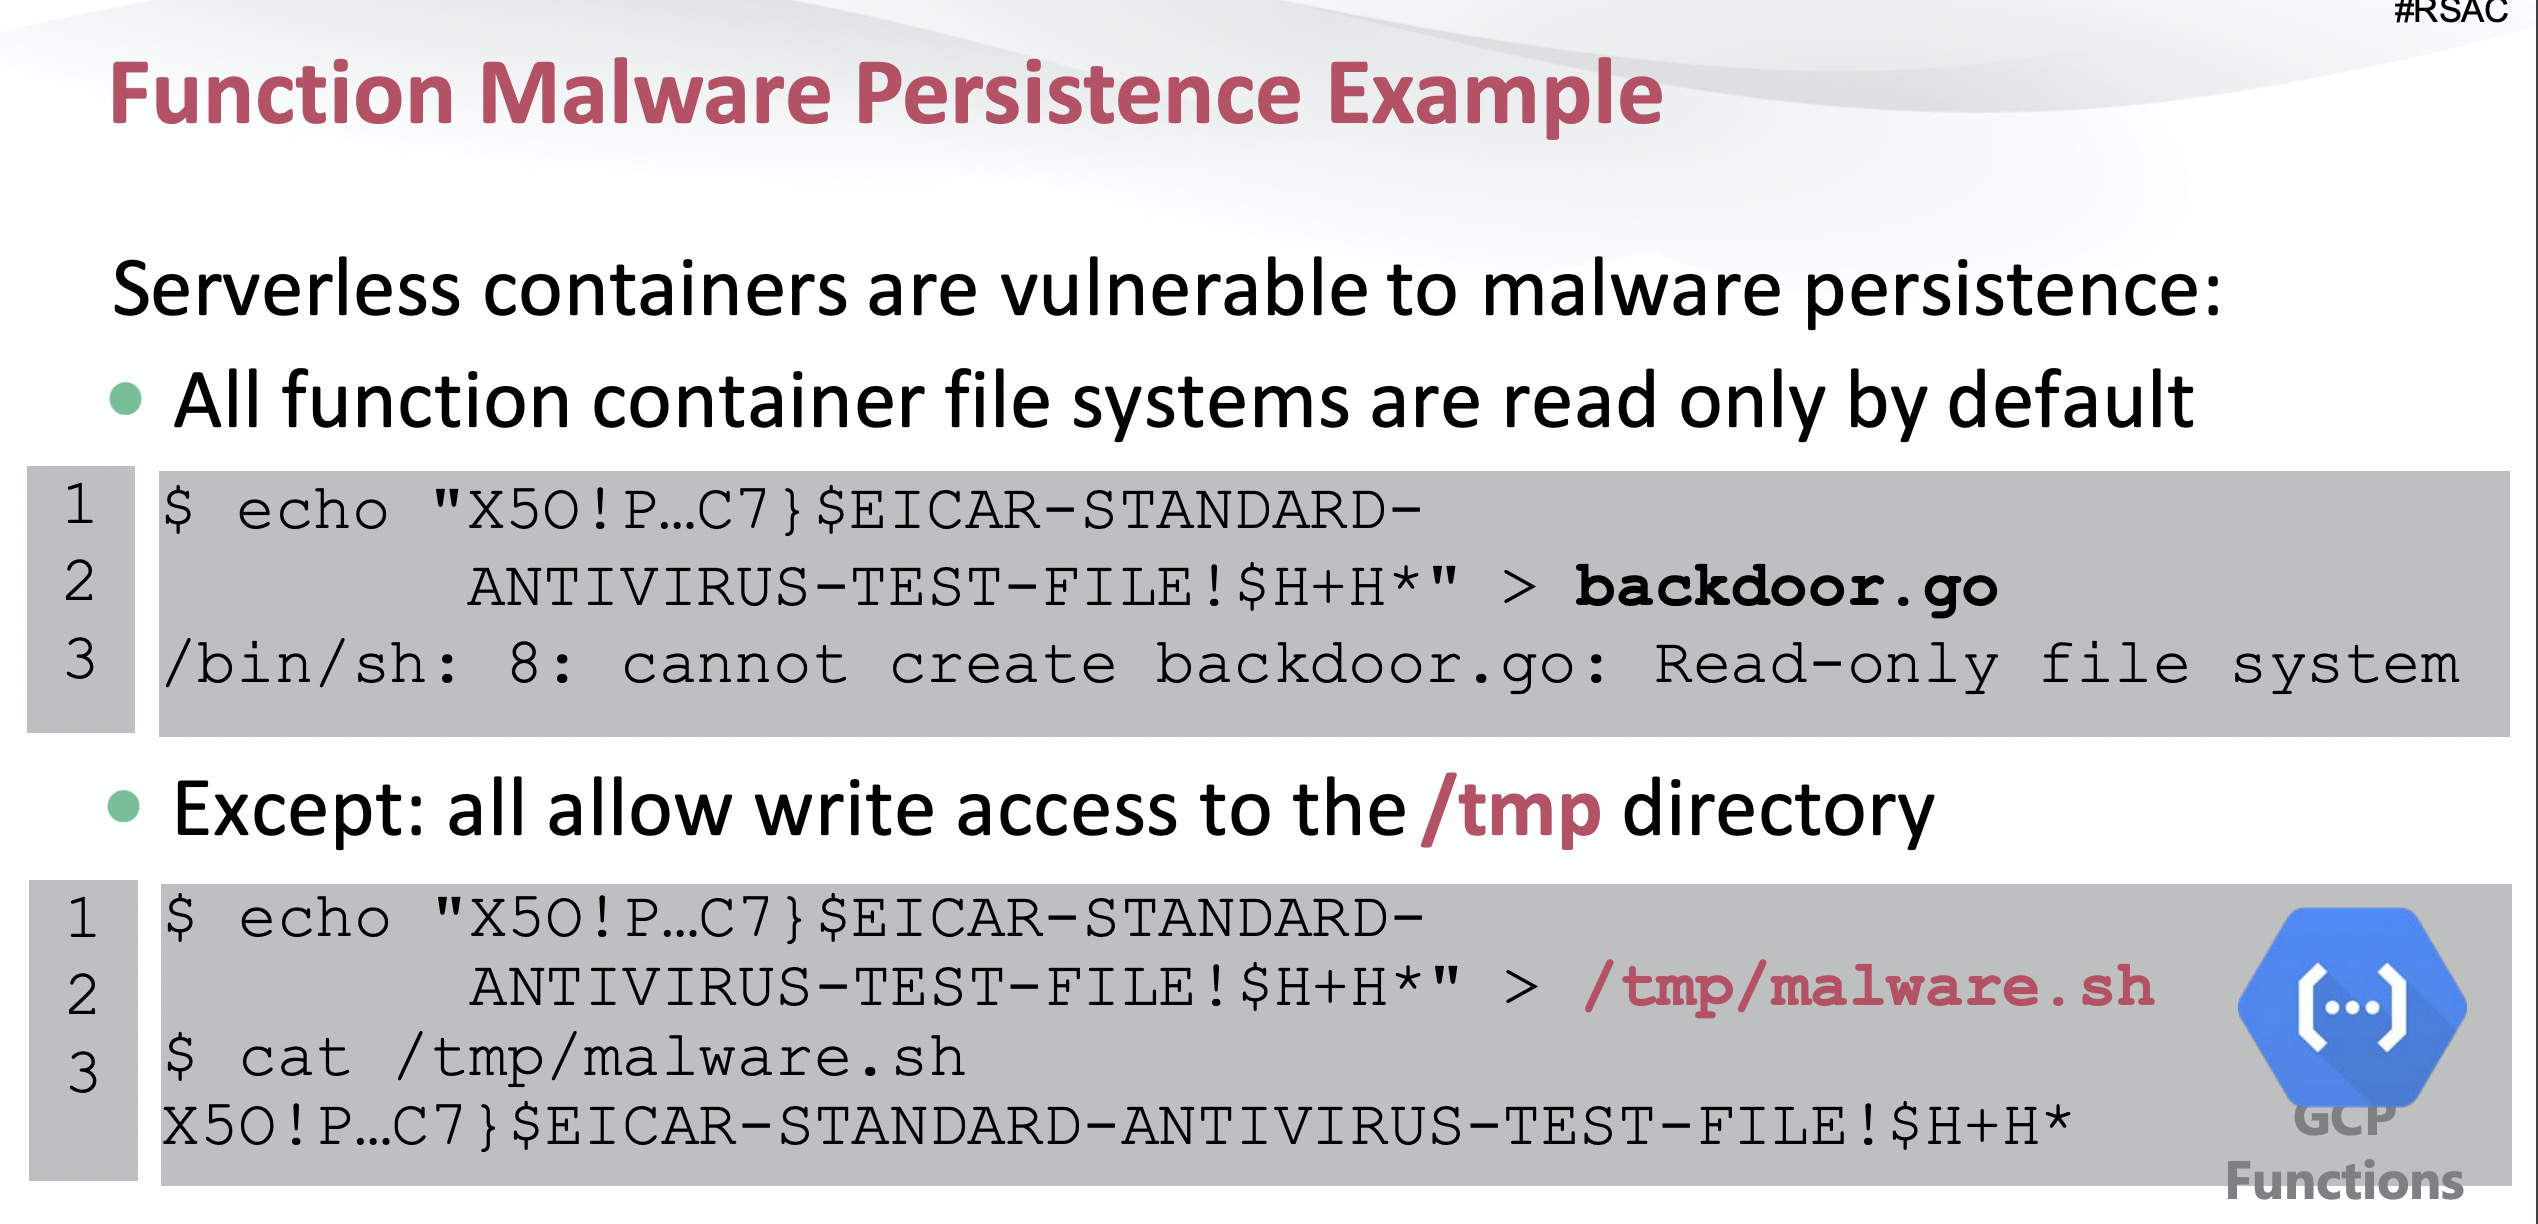 #RSAC
Function Malware Persistence Example
Serverless containers are vulnerable to malware persistence:
• All function container file systems are read only by default
1 $ echo "X5O!P…C7}$EICAR-STANDARD-
2 ANTIVIRUS-TEST-FILE!$H+H*" > backdoor.go
3 /bin/sh: 8: cannot create backdoor.go: Read-only file system
• Except: all allow write access to the /tmp directory
1 $ echo "X5O!P…C7}$EICAR-STANDARD-
2 ANTIVIRUS-TEST-FILE!$H+H*" > /tmp/malware.sh
3 $ cat /tmp/malware.sh
X5O!P…C7}$EICAR-STANDARD-ANTIVIRUS-TEST-FILE!$H+H*
GCP
Functions